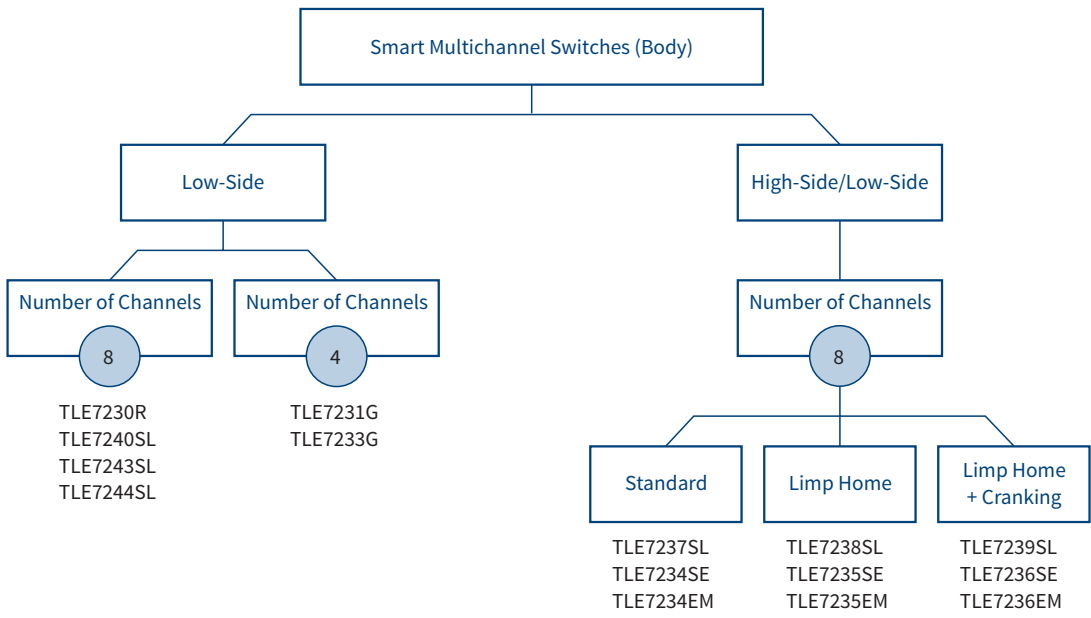 Smart Multichannel Switches (Body)
Low-Side
High-Side/Low-Side
Number of Channels
8
TLE7230R
TLE7240SL
TLE7243SL
TLE7244SL
Number of Channels
4
TLE7231G
TLE7233G
Number of Channels
8
Standard
TLE7237SL
TLE7234SE
TLE7234EM
Limp Home
TLE7238SL
TLE7235SE
TLE7235EM
Limp Home
+ Cranking
TLE7239SL
TLE7236SE
TLE7236EM